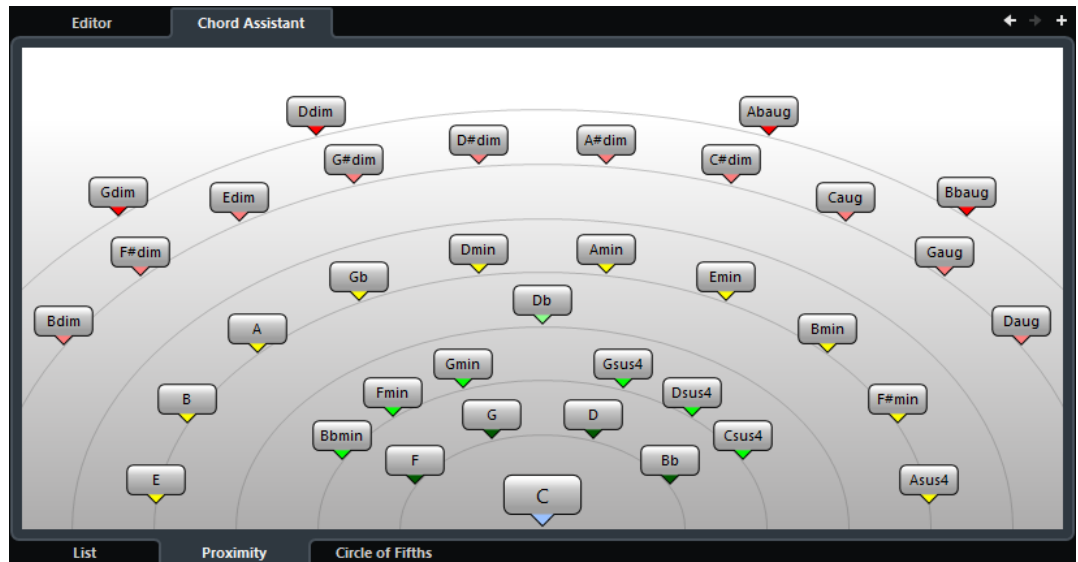 Editor Chord Assistant
Ddim Abaug
D#dim A#dim
G#dim C#dim
Gdim Edim Caug Bbaug
F#dim Dmin Amin Gaug
Gb Emin
Db
Bdim A Bmin Daug
Gmin Gsus4
Fmin Dsus4
B F#min
G D
Bbmin Csus4
F Bb
E Asus4
C
List Proximity Circle of Fifths